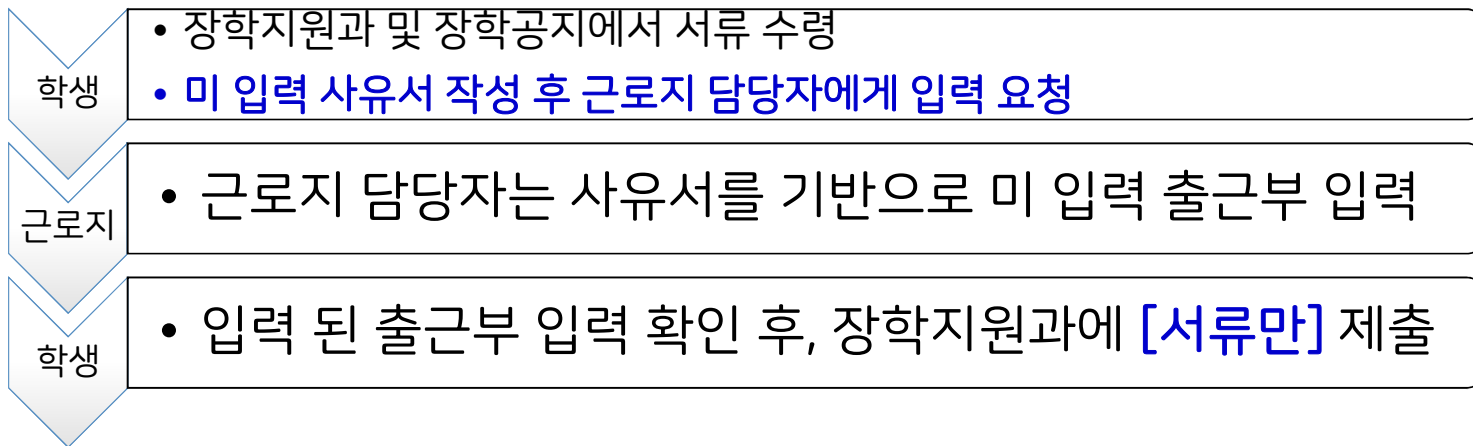 학생
• 장학지원과 및 장학공지에서 서류 수령
• 미 입력 사유서 작성 후 근로지 담당자에게 입력 요청
근로지
• 근로지 담당자는 사유서를 기반으로 미 입력 출근부 입력
학생
• 입력 된 출근부 입력 확인 후, 장학지원과에 [서류만] 제출